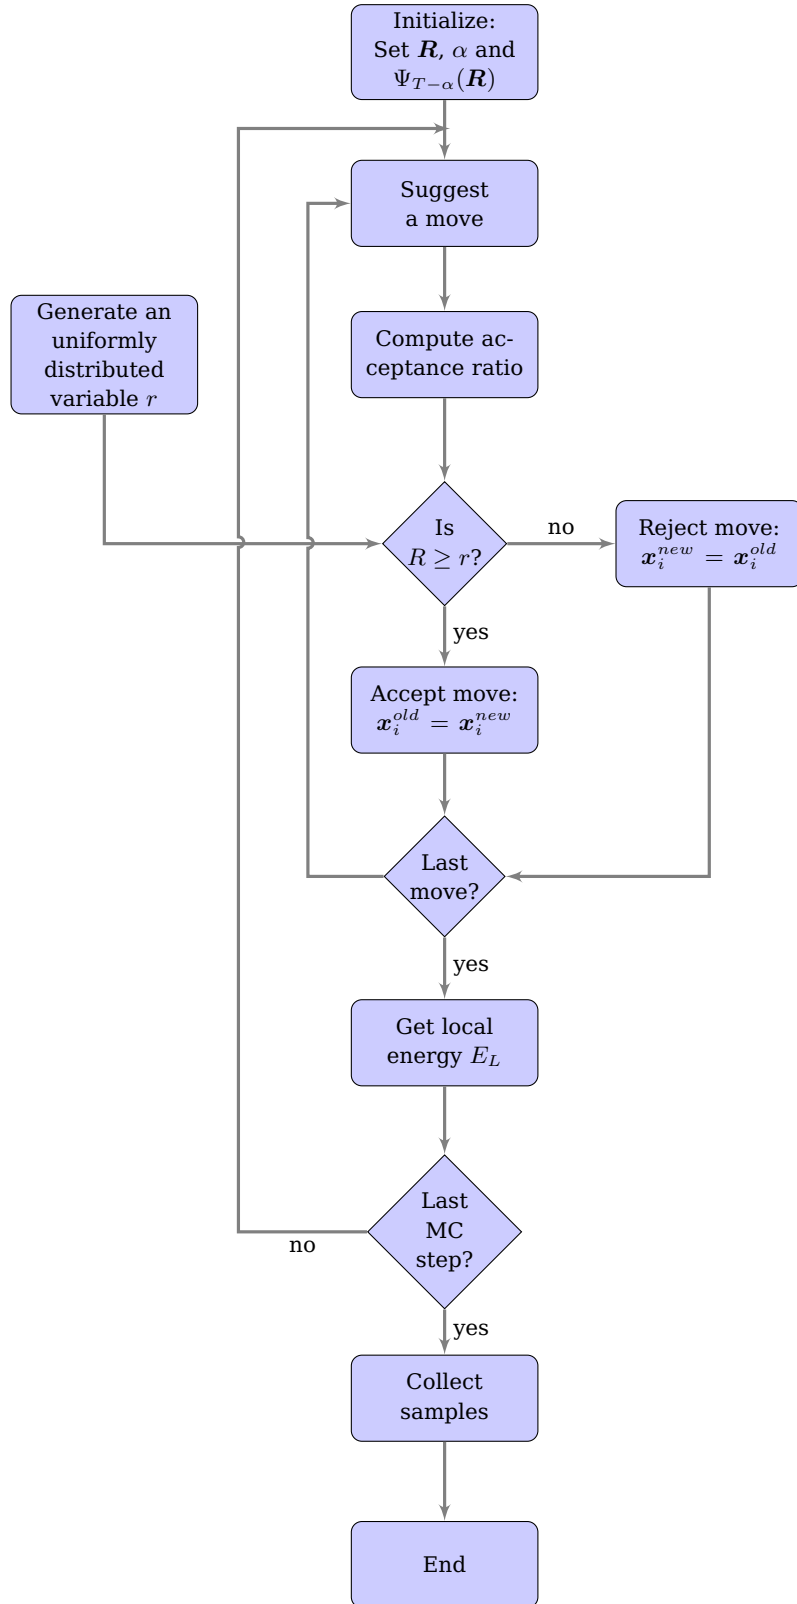 Initialize:
Set R, α and
Ψ_{T−α}(R)
Suggest
a move
Generate an
uniformly
distributed
variable r
Compute ac-
ceptance ratio
Is
R ≥ r?
no
Reject move:
x_i^{new} = x_i^{old}
yes
Accept move:
x_i^{old} = x_i^{new}
Last
move?
yes
Get local
energy E_L
Last
MC
step?
no
yes
Collect
samples
End